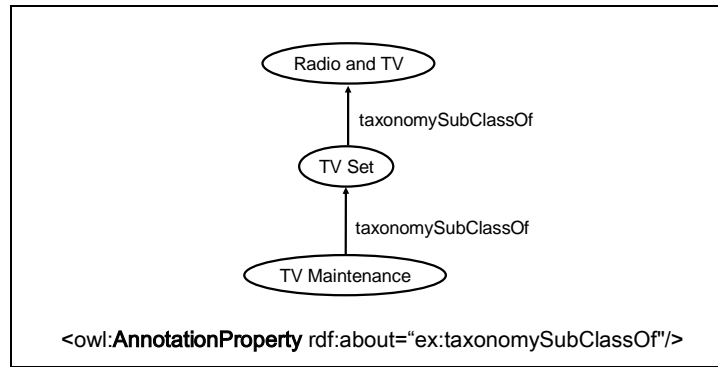 Radio and TV
taxonomySubClassOf
TV Set
taxonomySubClassOf
TV Maintenance
<owl:AnnotationProperty rdf:about=“ex:taxonomySubClassOf"/>